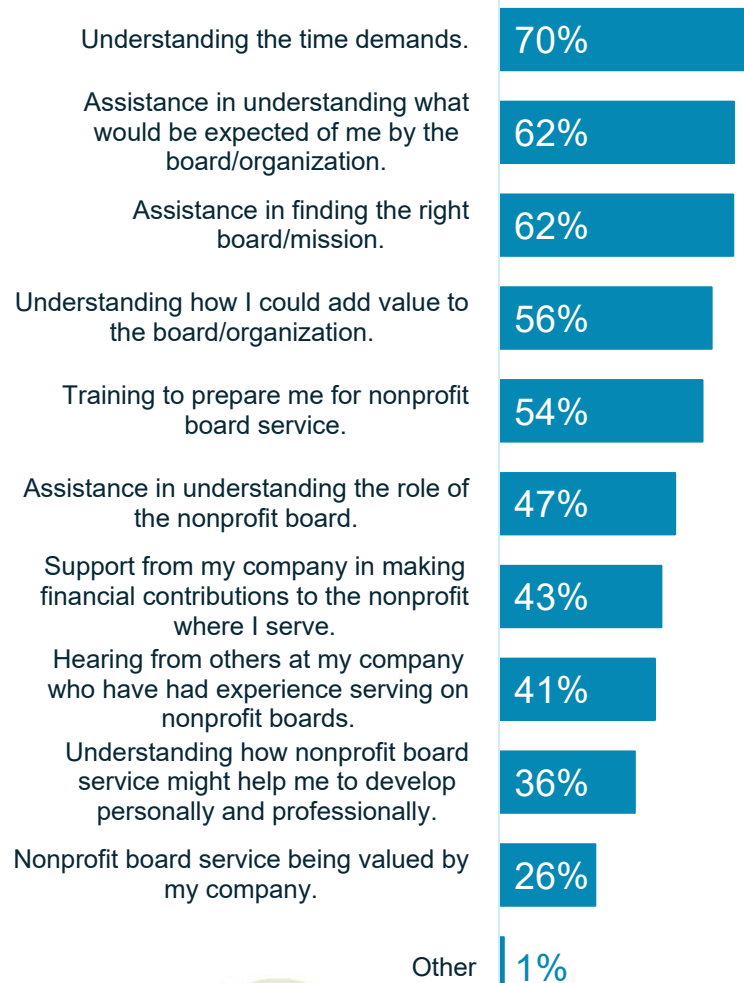 Understanding the time demands.
70%
Assistance in understanding what
would be expected of me by the
board/organization.
62%
Assistance in finding the right
board/mission.
62%
Understanding how I could add value to
the board/organization.
56%
Training to prepare me for nonprofit
board service.
54%
Assistance in understanding the role of
the nonprofit board.
47%
Support from my company in making
financial contributions to the nonprofit
where I serve.
43%
Hearing from others at my company
who have had experience serving on
nonprofit boards.
41%
Understanding how nonprofit board
service might help me to develop
personally and professionally.
36%
Nonprofit board service being valued by
my company.
26%
Other
1%